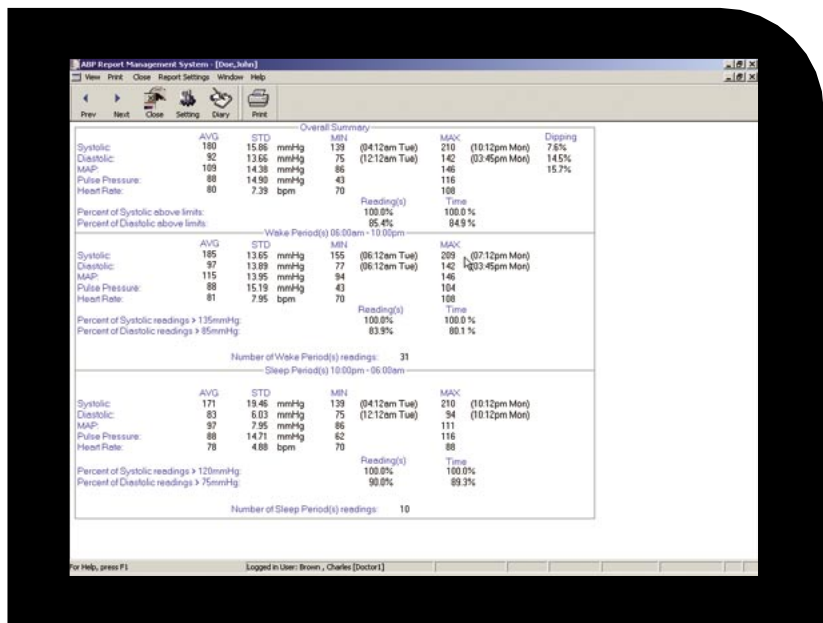 ABP Report Management System - [Doe,John]
View Print Close Report Settings Window Help
Prev Next Close Setting Diary Print
Overall Summary
AVG STD MIN MAX Dipping
Systolic: 180 15.86 mmHg 139 (04:12am Tue) 210 (10:12pm Mon) 7.6%
Diastolic: 92 13.66 mmHg 75 (12:12am Tue) 142 (03:45pm Mon) 14.5%
MAP: 109 14.38 mmHg 86 146 15.7%
Pulse Pressure: 88 14.90 mmHg 43 116
Heart Rate: 80 7.39 bpm 70 108
Reading(s) Time
Percent of Systolic above limits: 100.0% 100.0 %
Percent of Diastolic above limits: 85.4% 84.9 %
Wake Period(s) 06:00am - 10:00pm
AVG STD MIN MAX
Systolic: 185 13.65 mmHg 155 (06:12am Tue) 209 (07:12pm Mon)
Diastolic: 97 13.89 mmHg 77 (06:12am Tue) 142 (03:45pm Mon)
MAP: 115 13.95 mmHg 94 146
Pulse Pressure: 88 15.19 mmHg 43 104
Heart Rate: 81 7.95 bpm 70 108
Reading(s) Time
Percent of Systolic readings > 135mmHg: 100.0% 100.0 %
Percent of Diastolic readings > 85mmHg: 83.9% 80.1 %
Number of Wake Period(s) readings: 31
Sleep Period(s) 10:00pm - 06:00am
AVG STD MIN MAX
Systolic: 171 19.46 mmHg 139 (04:12am Tue) 210 (10:12pm Mon)
Diastolic: 83 6.03 mmHg 75 (12:12am Tue) 94 (10:12pm Mon)
MAP: 97 7.95 mmHg 86 111
Pulse Pressure: 88 14.71 mmHg 62 116
Heart Rate: 78 4.88 bpm 70 88
Reading(s) Time
Percent of Systolic readings > 120mmHg: 100.0% 100.0%
Percent of Diastolic readings > 75mmHg: 90.0% 89.3%
Number of Sleep Period(s) readings: 10
For Help, press F1 Logged in User: Brown , Charles [Doctor1]